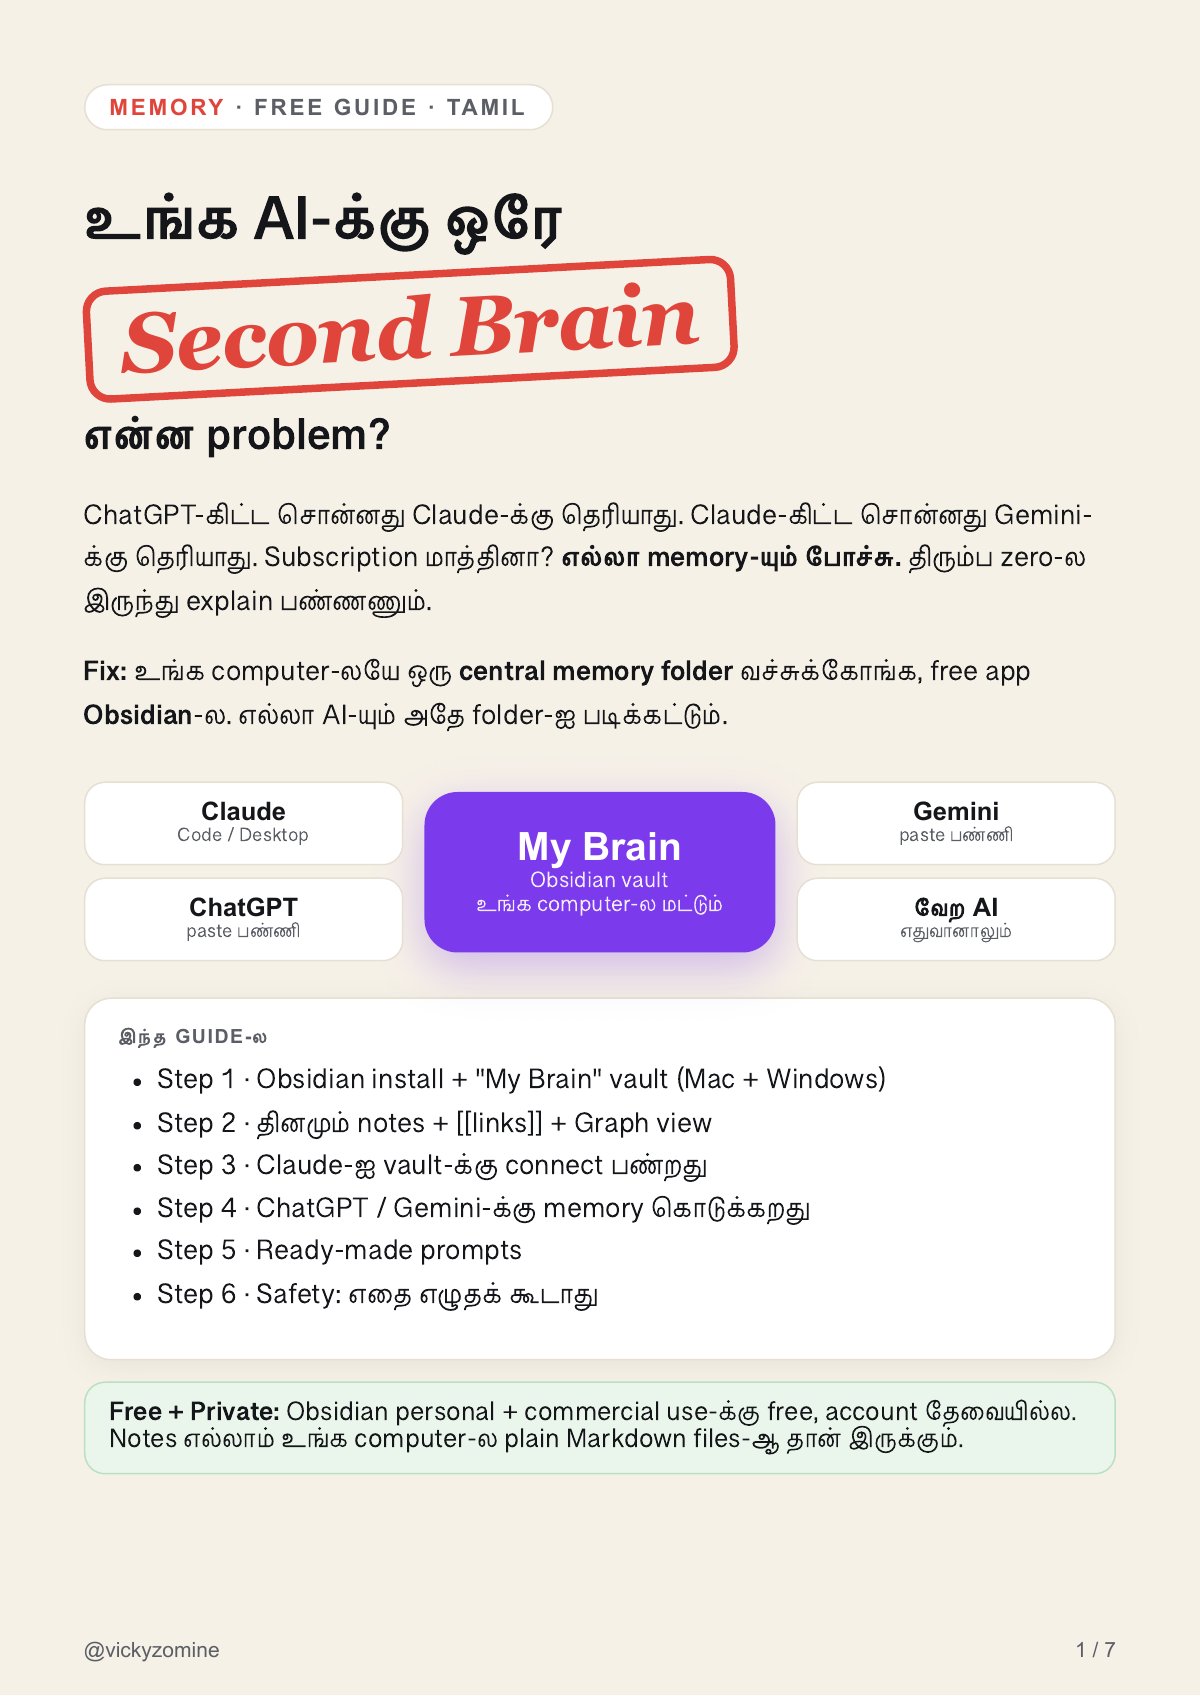 MEMORY · FREE GUIDE · TAMIL
உங்க AI-க்கு ஒரே
Second Brain
என்ன problem?
ChatGPT-கிட்ட சொன்னது Claude-க்கு தெரியாது. Claude-கிட்ட சொன்னது Gemini-
க்கு தெரியாது. Subscription மாத்தினா? எல்லா memory-யும் போச்சு. திரும்ப zero-ல
இருந்து explain பண்ணணும்.
Fix: உங்க computer-லயே ஒரு central memory folder வச்சுக்கோங்க, free app
Obsidian-ல. எல்லா AI-யும் அதே folder-ஐ படிக்கட்டும்.
Claude
Code / Desktop
ChatGPT
paste பண்ணி
My Brain
Obsidian vault
உங்க computer-ல மட்டும்
Gemini
paste பண்ணி
வேற AI
எதுவானாலும்
இந்த GUIDE-ல
• Step 1 · Obsidian install + "My Brain" vault (Mac + Windows)
• Step 2 · தினமும் notes + [[links]] + Graph view
• Step 3 · Claude-ஐ vault-க்கு connect பண்றது
• Step 4 · ChatGPT / Gemini-க்கு memory கொடுக்கறது
• Step 5 · Ready-made prompts
• Step 6 · Safety: எதை எழுதக் கூடாது
Free + Private: Obsidian personal + commercial use-க்கு free, account தேவையில்ல.
Notes எல்லாம் உங்க computer-ல plain Markdown files-ஆ தான் இருக்கும்.
@vickyzomine
1 / 7